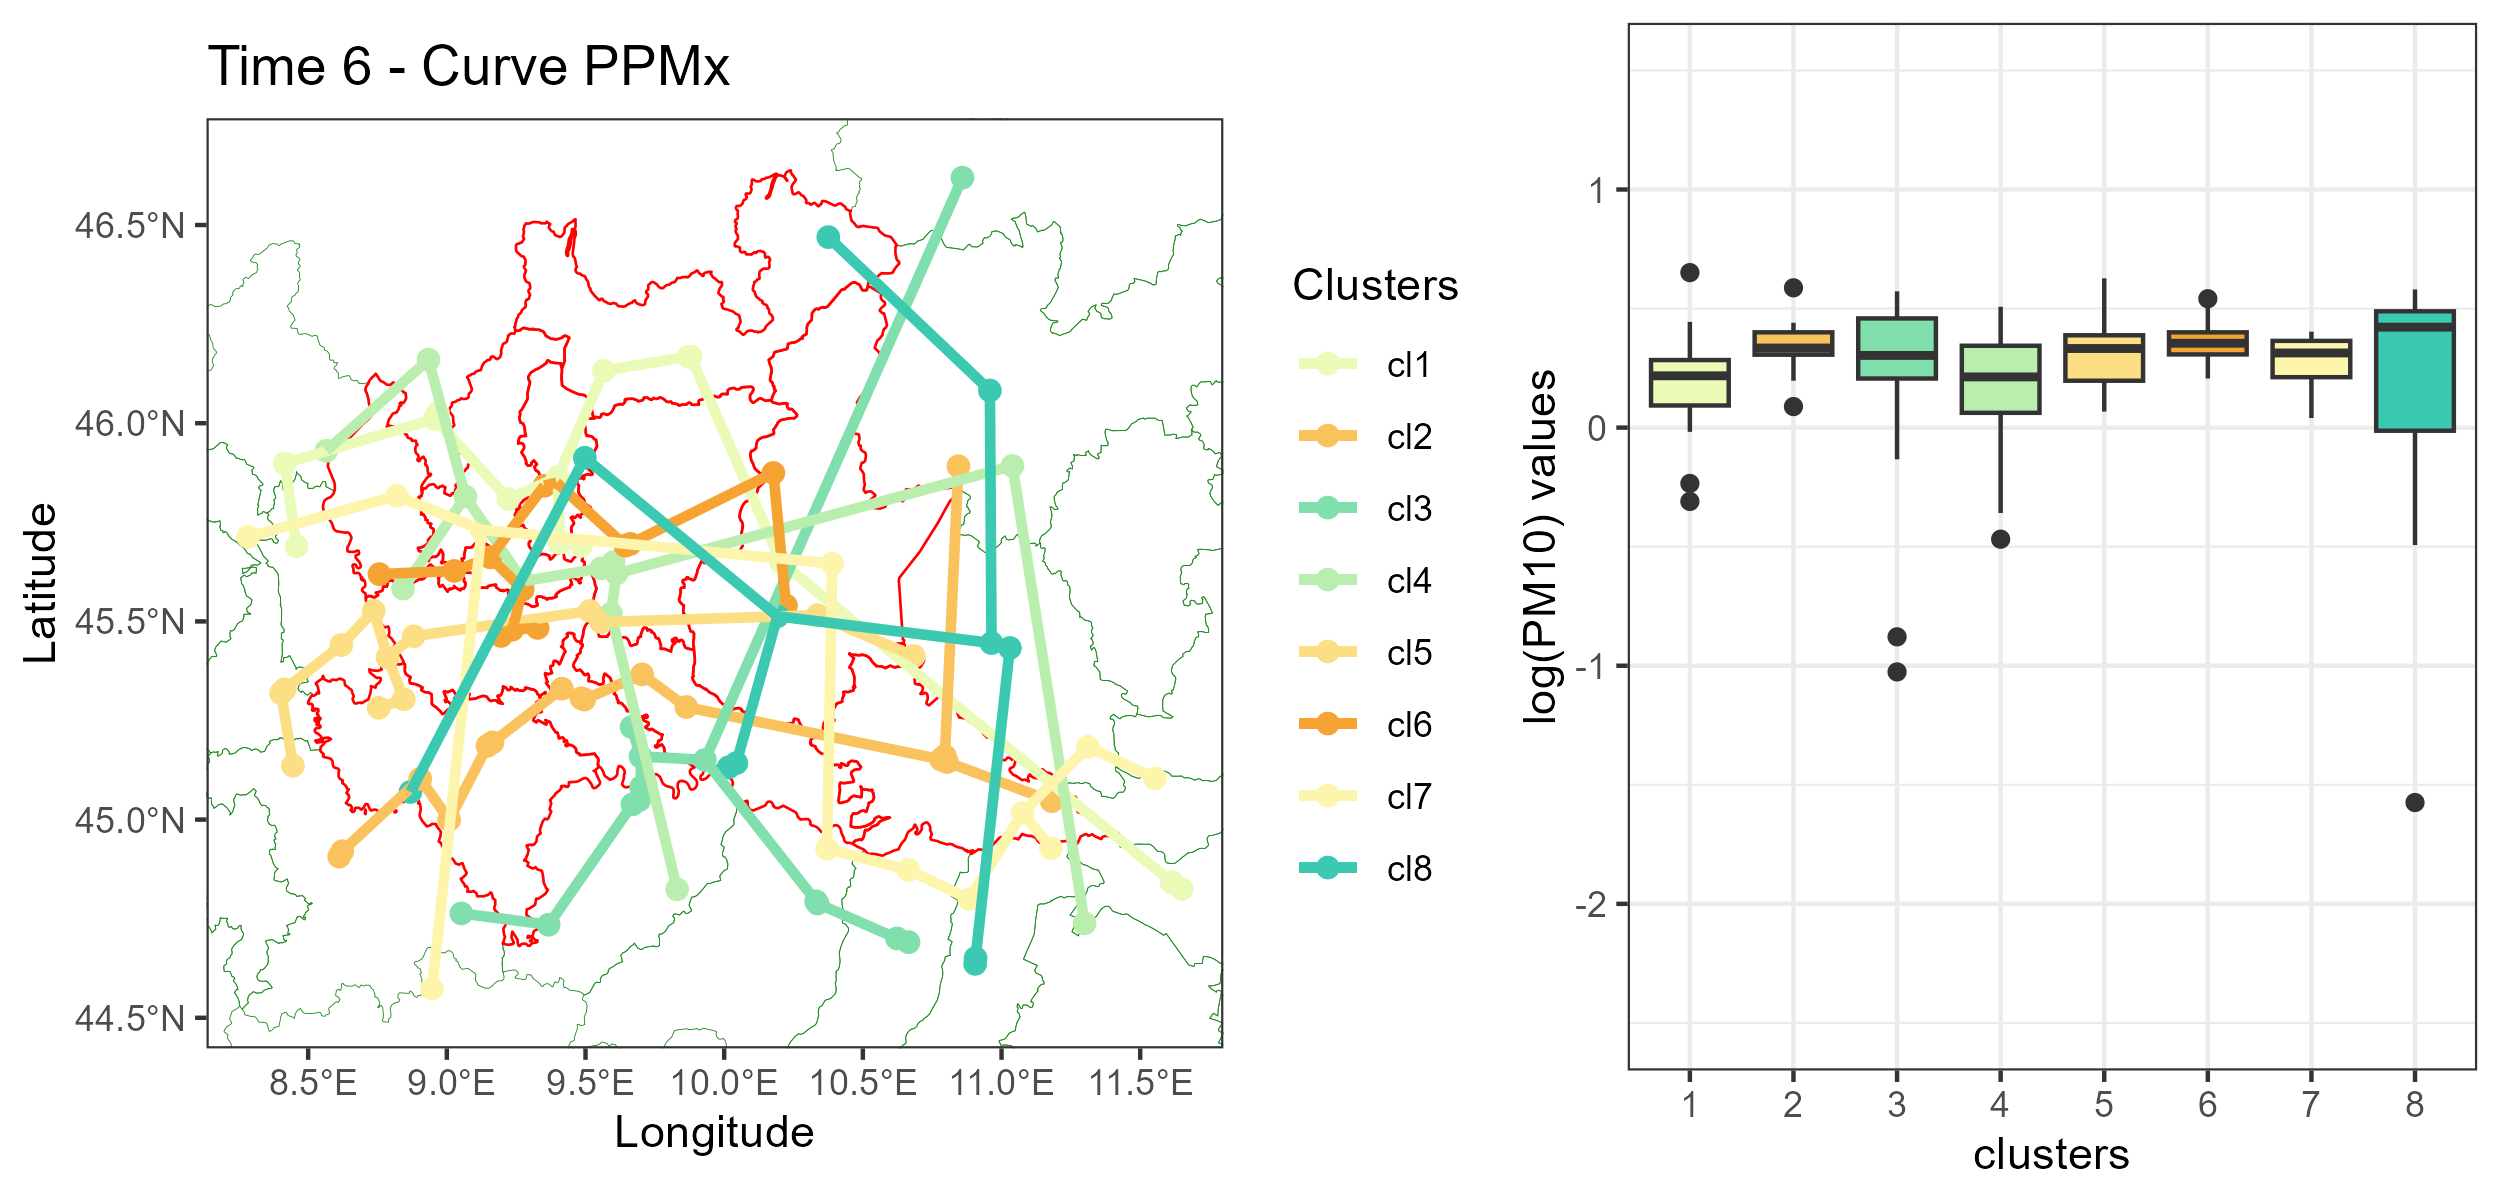 Time 6 - Curve PPMx
Latitude
46.5°N
46.0°N
45.5°N
45.0°N
44.5°N
8.5°E 9.0°E 9.5°E 10.0°E 10.5°E 11.0°E 11.5°E
Longitude
Clusters
cl1
cl2
cl3
cl4
cl5
cl6
cl7
cl8
log(PM10) values
1
0
-1
-2
1 2 3 4 5 6 7 8
clusters